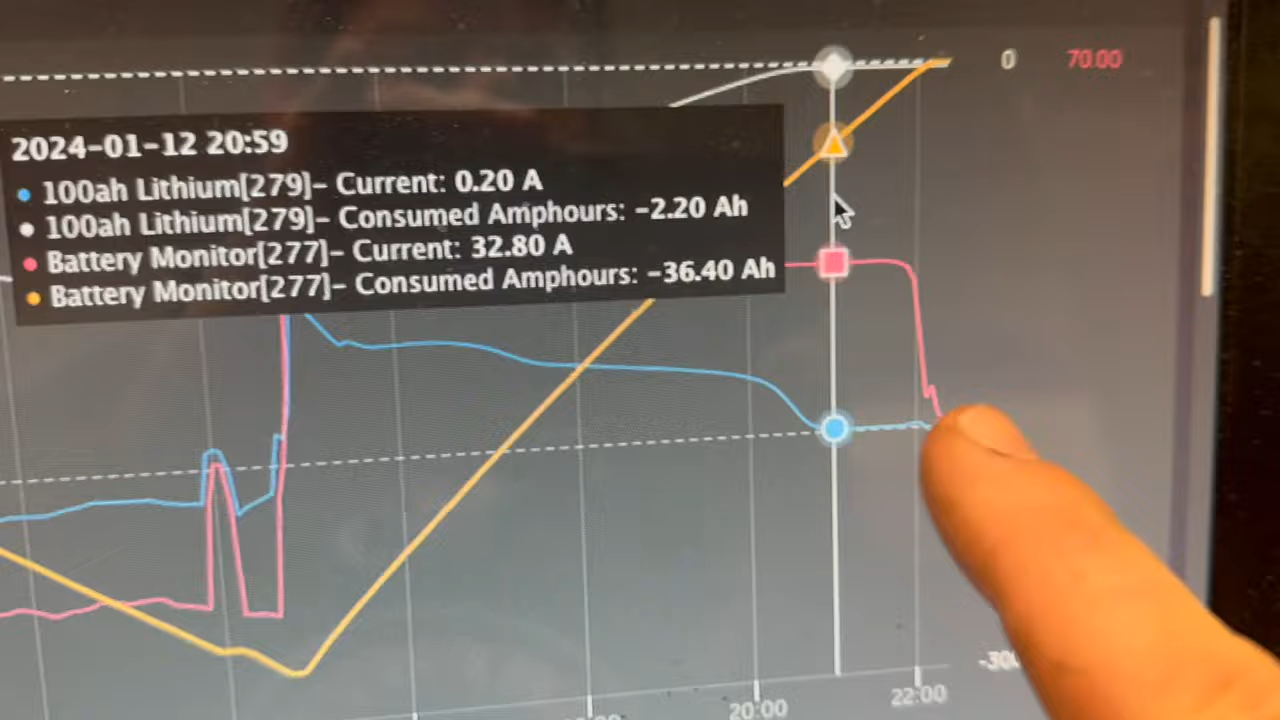 0
70.00
2024-01-12 20:59
100ah Lithium[279]- Current: 0.20 A
100ah Lithium[279]- Consumed Amphours: -2.20 Ah
Battery Monitor[277]- Current: 32.80 A
Battery Monitor[277]- Consumed Amphours: -36.40 Ah
20:00
22:00